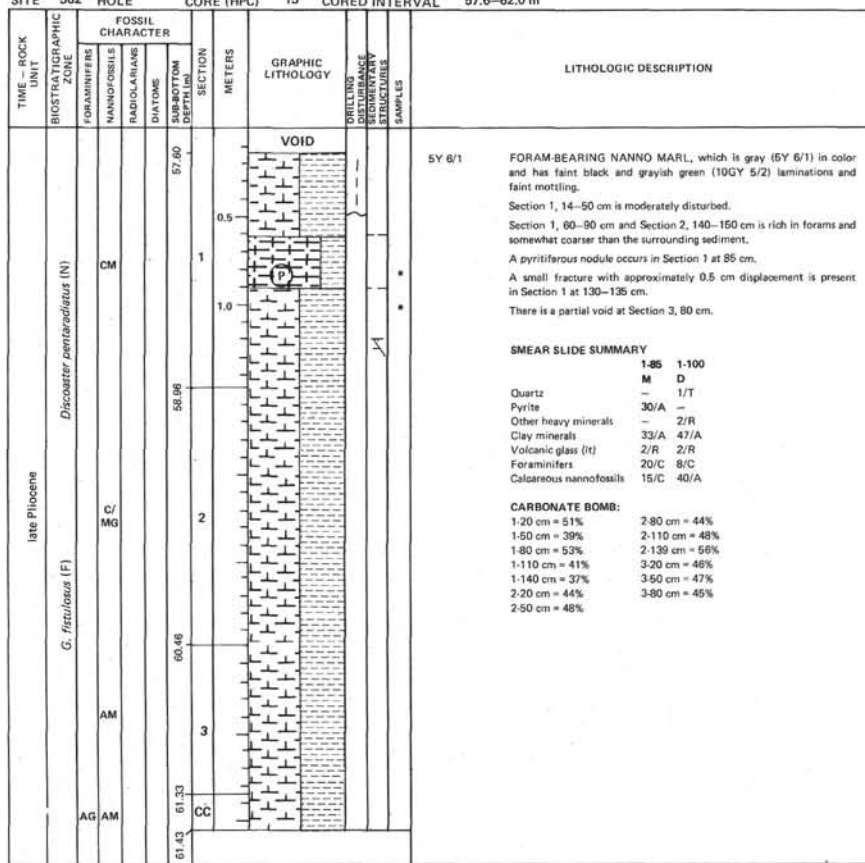 SITE 502 HOLE CORE (HPC) 15 CORED INTERVAL 57.6–62.0 m
TIME – ROCK UNIT
BIOSTRATIGRAPHIC ZONE
FOSSIL CHARACTER
FORAMINIFERS
NANNOFOSSILS
RADIOLARIANS
DIATOMS
SUB-BOTTOM DEPTH (m)
SECTION
METERS
GRAPHIC LITHOLOGY
DRILLING DISTURBANCE
SEDIMENTARY STRUCTURES
SAMPLES
LITHOLOGIC DESCRIPTION
late Pliocene
Discoaster pentaradiatus (N)
G. fistulosus (F)
CM
C/
MG
AM
AG AM
57.60
58.96
60.46
61.33
61.43
1
2
3
CC
0.5
1.0
VOID
P
*
*
5Y 6/1 FORAM-BEARING NANNO MARL, which is gray (5Y 6/1) in color
and has faint black and grayish green (10GY 5/2) laminations and
faint mottling.
Section 1, 14–50 cm is moderately disturbed.
Section 1, 60–90 cm and Section 2, 140–150 cm is rich in forams and
somewhat coarser than the surrounding sediment.
A pyritiferous nodule occurs in Section 1 at 85 cm.
A small fracture with approximately 0.5 cm displacement is present
in Section 1 at 130–135 cm.
There is a partial void at Section 3, 80 cm.
SMEAR SLIDE SUMMARY
1-85 1-100
M D
Quartz – 1/T
Pyrite 30/A –
Other heavy minerals – 2/R
Clay minerals 33/A 47/A
Volcanic glass (lt) 2/R 2/R
Foraminifers 20/C 8/C
Calcareous nannofossils 15/C 40/A
CARBONATE BOMB:
1-20 cm = 51% 2-80 cm = 44%
1-50 cm = 39% 2-110 cm = 48%
1-80 cm = 53% 2-139 cm = 56%
1-110 cm = 41% 3-20 cm = 46%
1-140 cm = 37% 3-50 cm = 47%
2-20 cm = 44% 3-80 cm = 45%
2-50 cm = 48%